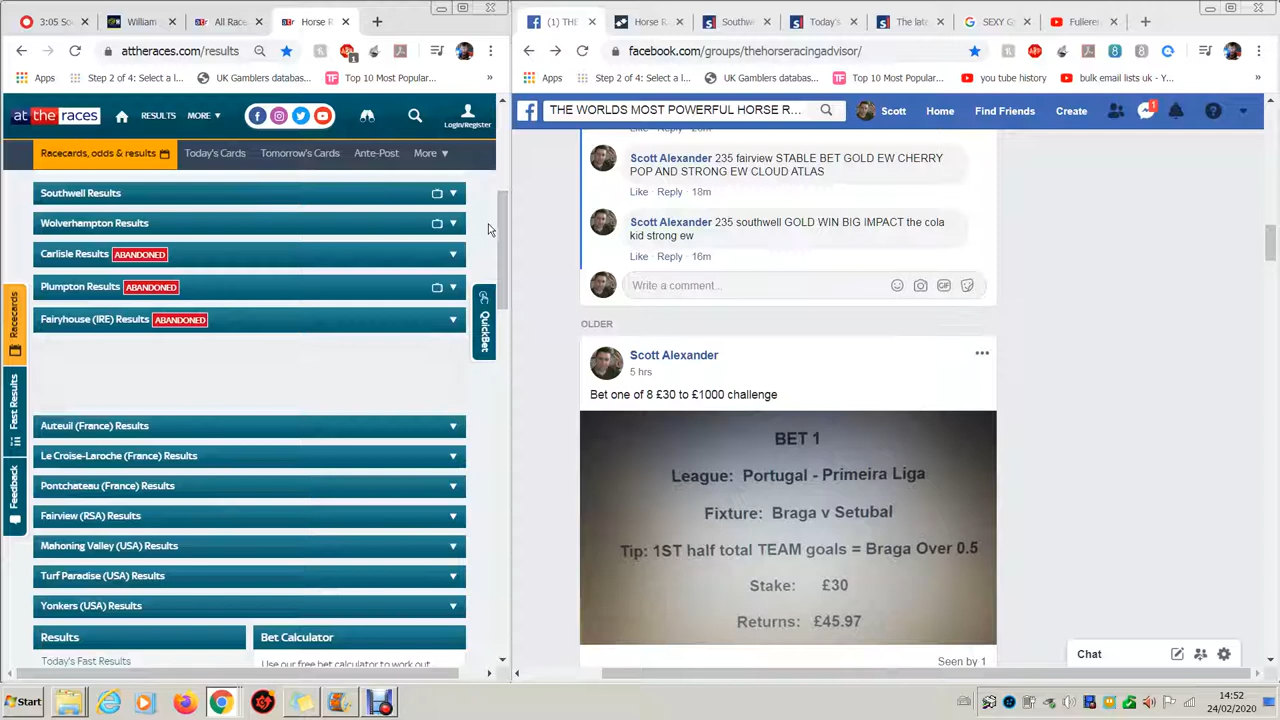 3:05 So
William
All Race
Horse R
(1) THE
Horse R
Southw
Today's
The late
SEXY G
Fullerer
attheraces.com/results
facebook.com/groups/thehorseracingadvisor/
Apps
Step 2 of 4: Select a l...
UK Gamblers databas...
Top 10 Most Popular...
»
Apps
Step 2 of 4: Select a l...
UK Gamblers databas...
Top 10 Most Popular...
you tube history
bulk email lists uk - Y...
»
at the races
RESULTS
MORE
Login/Register
THE WORLDS MOST POWERFUL HORSE R...
Scott
Home
Find Friends
Create
1
Racecards, odds & results
Today's Cards
Tomorrow's Cards
Ante-Post
More
Southwell Results
Wolverhampton Results
Carlisle Results ABANDONED
Plumpton Results ABANDONED
Fairyhouse (IRE) Results ABANDONED
Auteuil (France) Results
Le Croise-Laroche (France) Results
Pontchateau (France) Results
Fairview (RSA) Results
Mahoning Valley (USA) Results
Turf Paradise (USA) Results
Yonkers (USA) Results
Results
Bet Calculator
Today's Fast Results
Use our free bet calculator to work out
Racecards
Fast Results
Feedback
QuickBet
Scott Alexander 235 fairview STABLE BET GOLD EW CHERRY
POP AND STRONG EW CLOUD ATLAS
Like · Reply · 18m
Scott Alexander 235 southwell GOLD WIN BIG IMPACT the cola
kid strong ew
Like · Reply · 16m
Write a comment...
GIF
OLDER
Scott Alexander
5 hrs
Bet one of 8 £30 to £1000 challenge
BET 1
League: Portugal - Primeira Liga
Fixture: Braga v Setubal
Tip: 1ST half total TEAM goals = Braga Over 0.5
Stake: £30
Returns: £45.97
Seen by 1
Chat
Start
14:52
24/02/2020